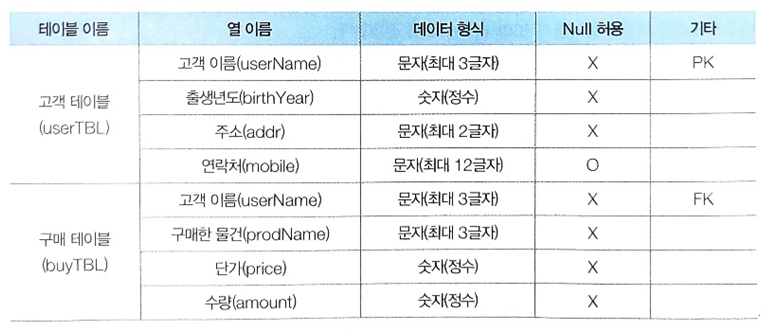 테이블 이름 열 이름 데이터 형식 Null 허용 기타
고객 테이블
(userTBL)
고객 이름(userName) 문자(최대 3글자) X PK
출생년도(birthYear) 숫자(정수) X
주소(addr) 문자(최대 2글자) X
연락처(mobile) 문자(최대 12글자) O
구매 테이블
(buyTBL)
고객 이름(userName) 문자(최대 3글자) X FK
구매한 물건(prodName) 문자(최대 3글자) X
단가(price) 숫자(정수) X
수량(amount) 숫자(정수) X